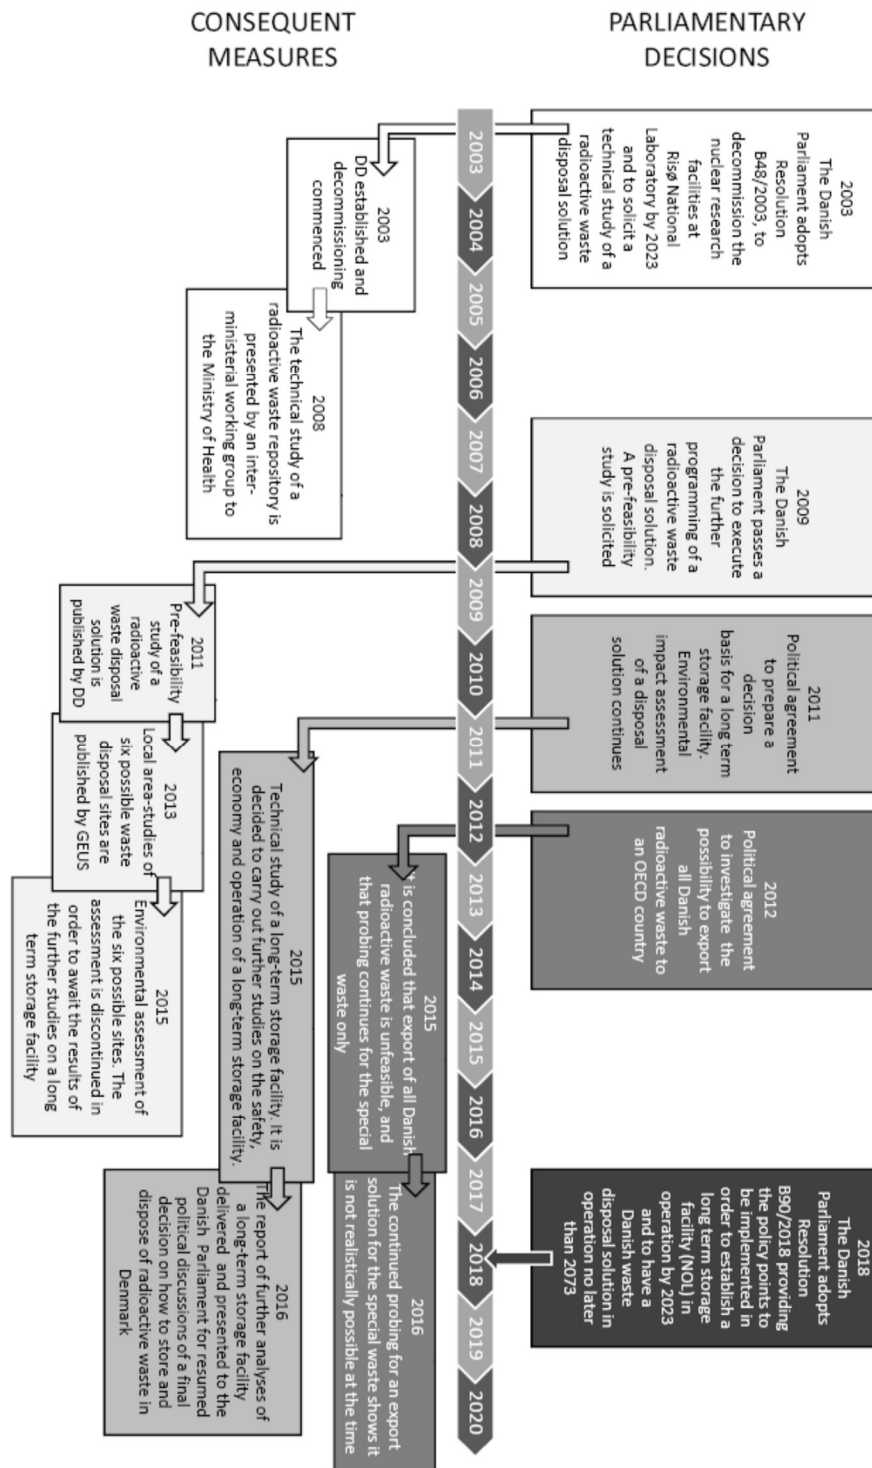 CONSEQUENT
MEASURES
PARLIAMENTARY
DECISIONS
2003
The Danish
Parliament adopts
Resolution
B48/2003, to
decommission the
nuclear research
facilities at
Risø National
Laboratory by 2023
and to solicit a
technical study of a
radioactive waste
disposal solution
2009
The Danish
Parliament passes a
decision to execute
the further
programming of a
radioactive waste
disposal solution.
A pre-feasibility
study is solicited
2011
Political agreement
to prepare a
decision
basis for a long term
storage facility.
Environmental
impact assessment
of a disposal
solution continues
2012
Political agreement
to investigate the
possibility to export
all Danish
radioactive waste to
an OECD country
2018
The Danish
Parliament adopts
Resolution
B90/2018 providing
the policy points to
be implemented in
order to establish a
long term storage
facility (NOL) in
operation by 2023
and to have a
Danish waste
disposal solution in
operation no later
than 2073
2003
2004
2005
2006
2007
2008
2009
2010
2011
2012
2013
2014
2015
2016
2017
2018
2019
2020
2003
DD established and
decommissioning
commenced
2008
The technical study of a
radioactive waste repository is
presented by an inter-
ministerial working group to
the Ministry of Health
2011
Pre-feasibility
study of a
radioactive
waste disposal
solution is
published by DD
2013
Local area-studies of
six possible waste
disposal sites are
published by GEUS
2015
Environmental assessment of
the six possible sites. The
assessment is discontinued in
order to await the results of
the further studies on a long
term storage facility
2015
Technical study of a long-term storage facility. It is
decided to carry out further studies on the safety,
economy and operation of a long-term storage facility.
2016
The report of further analyses of
a long-term storage facility is
delivered and presented to the
Danish Parliament for resumed
political discussions of a final
decision on how to store and
dispose of radioactive waste in
Denmark
2015
It is concluded that export of all Danish
radioactive waste is unfeasible, and
that probing continues for the special
waste only
2016
The continued probing for an export
solution for the special waste shows it
is not realistically possible at the time